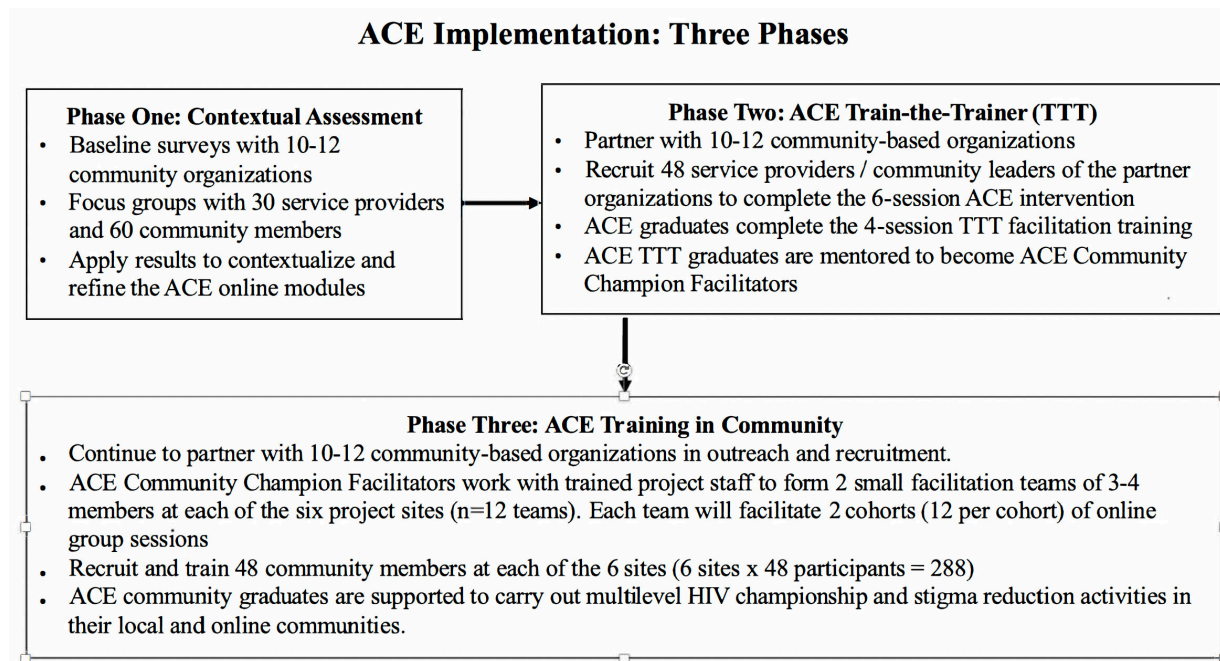 ACE Implementation: Three Phases
Phase One: Contextual Assessment
• Baseline surveys with 10-12
community organizations
• Focus groups with 30 service providers
and 60 community members
• Apply results to contextualize and
refine the ACE online modules
Phase Two: ACE Train-the-Trainer (TTT)
• Partner with 10-12 community-based organizations
• Recruit 48 service providers / community leaders of the partner
organizations to complete the 6-session ACE intervention
• ACE graduates complete the 4-session TTT facilitation training
• ACE TTT graduates are mentored to become ACE Community
Champion Facilitators
Phase Three: ACE Training in Community
• Continue to partner with 10-12 community-based organizations in outreach and recruitment.
• ACE Community Champion Facilitators work with trained project staff to form 2 small facilitation teams of 3-4
members at each of the six project sites (n=12 teams). Each team will facilitate 2 cohorts (12 per cohort) of online
group sessions
• Recruit and train 48 community members at each of the 6 sites (6 sites x 48 participants = 288)
• ACE community graduates are supported to carry out multilevel HIV championship and stigma reduction activities in
their local and online communities.